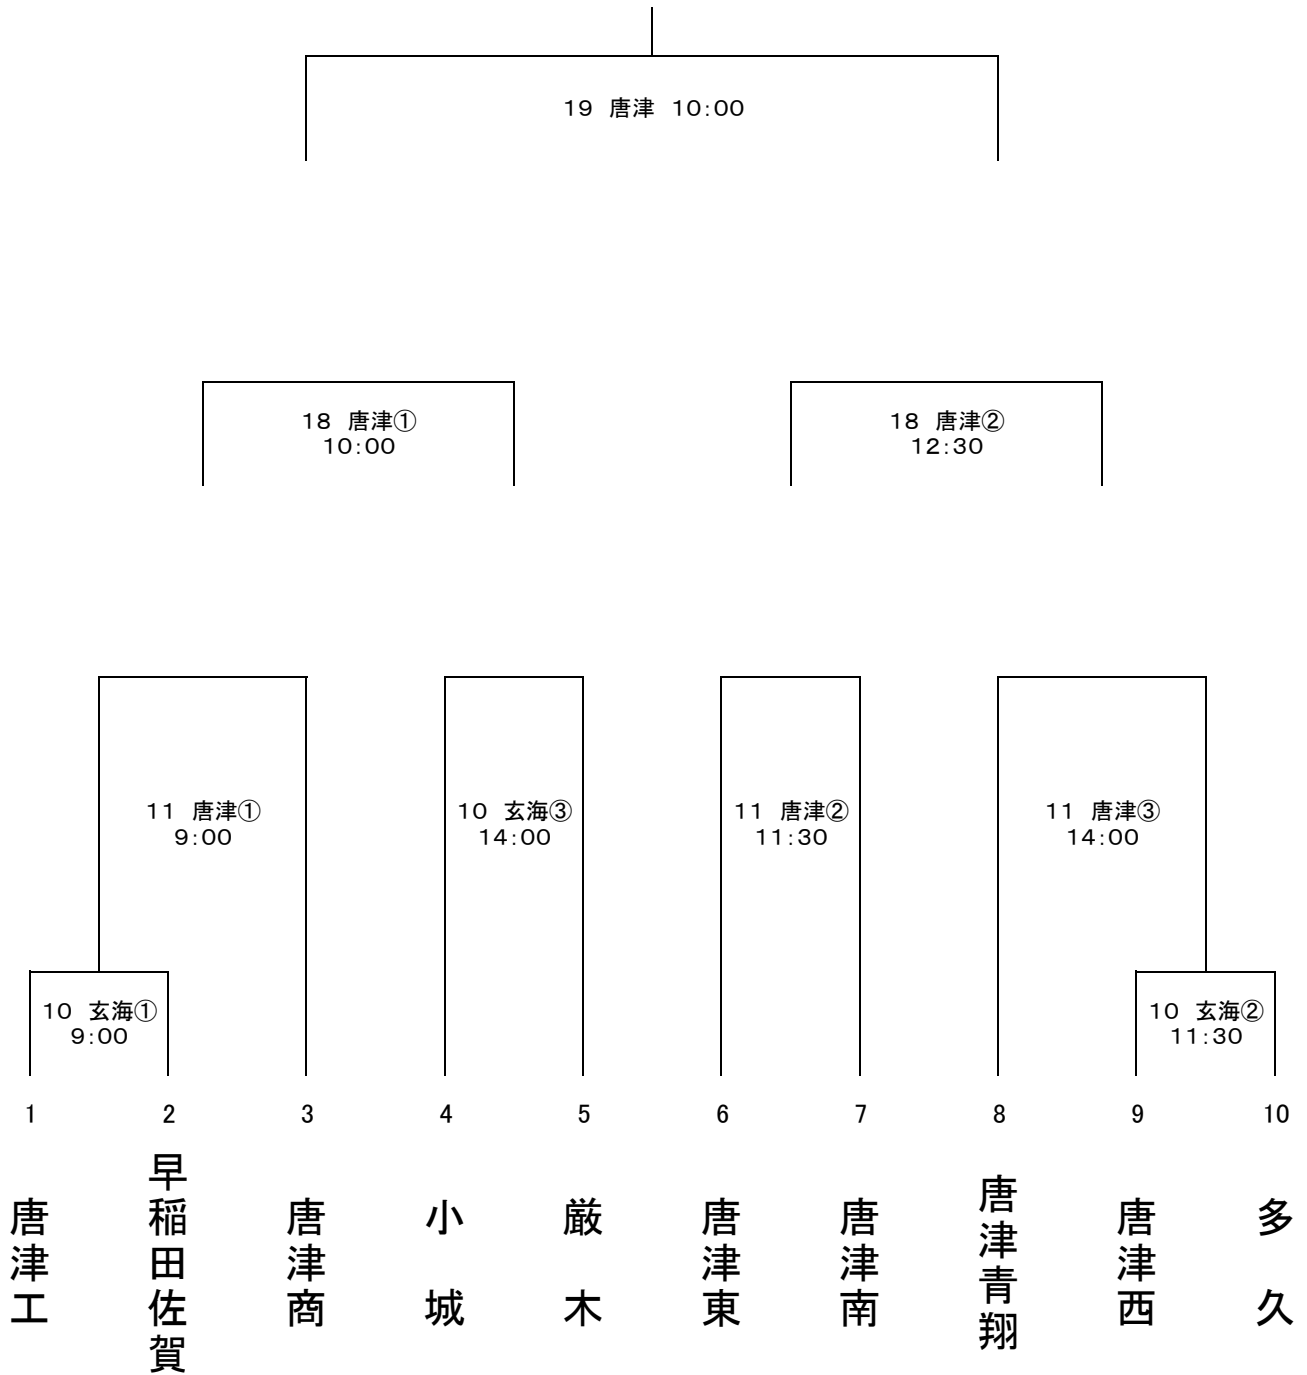 19 唐津 10:00
18 唐津①
10:00
18 唐津②
12:30
11 唐津①
9:00
10 玄海③
14:00
11 唐津②
11:30
11 唐津③
14:00
10 玄海①
9:00
10 玄海②
11:30
1
2
3
4
5
6
7
8
9
10
唐津工
早稲田佐賀
唐津商
小城
厳木
唐津東
唐津南
唐津青翔
唐津西
多久